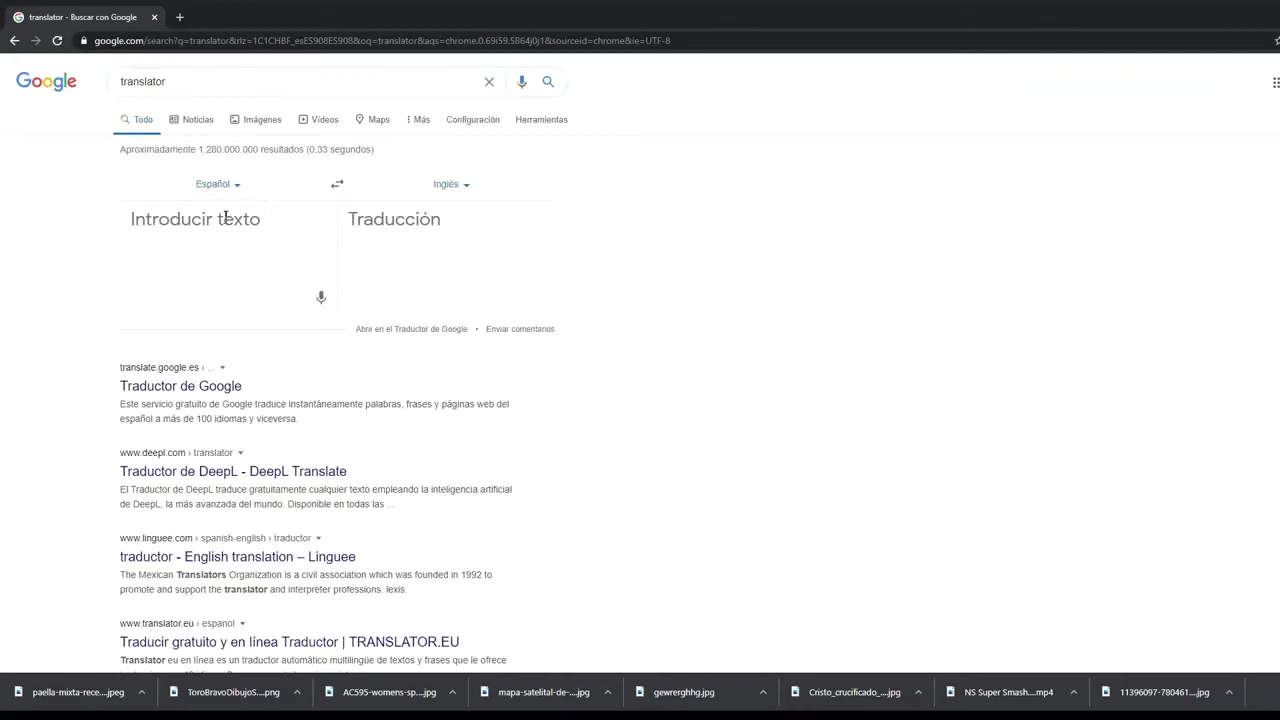 translator - Buscar con Google
google.com/search?q=translator&rlz=1C1CHBF_esES908ES908&oq=translator&aqs=chrome.0.69i59.5864j0j1&sourceid=chrome&ie=UTF-8
Google translator
Todo Noticias Imágenes Vídeos Maps Más Configuración Herramientas
Aproximadamente 1.280.000.000 resultados (0,33 segundos)
Español Inglés
Introducir texto Traducción
Abrir en el Traductor de Google • Enviar comentarios
translate.google.es › ...
Traductor de Google
Este servicio gratuito de Google traduce instantáneamente palabras, frases y páginas web del
español a más de 100 idiomas y viceversa.
www.deepl.com › translator
Traductor de DeepL - DeepL Translate
El Traductor de DeepL traduce gratuitamente cualquier texto empleando la inteligencia artificial
de DeepL, la más avanzada del mundo. Disponible en todas las ...
www.linguee.com › spanish-english › traductor
traductor - English translation – Linguee
The Mexican Translators Organization is a civil association which was founded in 1992 to
promote and support the translator and interpreter professions. lexis.
www.translator.eu › espanol
Traducir gratuito y en línea Traductor | TRANSLATOR.EU
Translator eu en línea es un traductor automático multilingüe de textos y frases que le ofrece
paella-mixta-rece....jpeg ToroBravoDibujoS....png AC595-womens-sp....jpg mapa-satelital-de-....jpg gewrerghhg.jpg Cristo_crucificado_....jpg NS Super Smash....mp4 11396097-780461....jpg